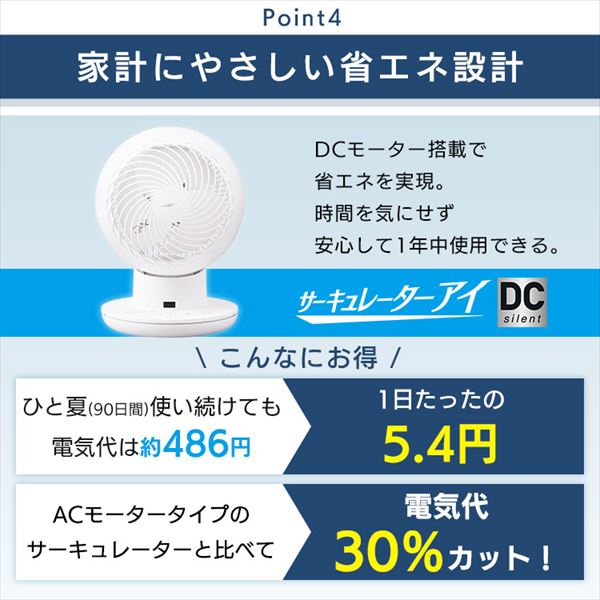 Point4
家計にやさしい省エネ設計
DCモーター搭載で
省エネを実現。
時間を気にせず
安心して1年中使用できる。
サーキュレーターアイ DC silent
\ こんなにお得 /
ひと夏(90日間)使い続けても
電気代は約486円
1日たったの
5.4円
ACモータータイプの
サーキュレーターと比べて
電気代
30%カット！